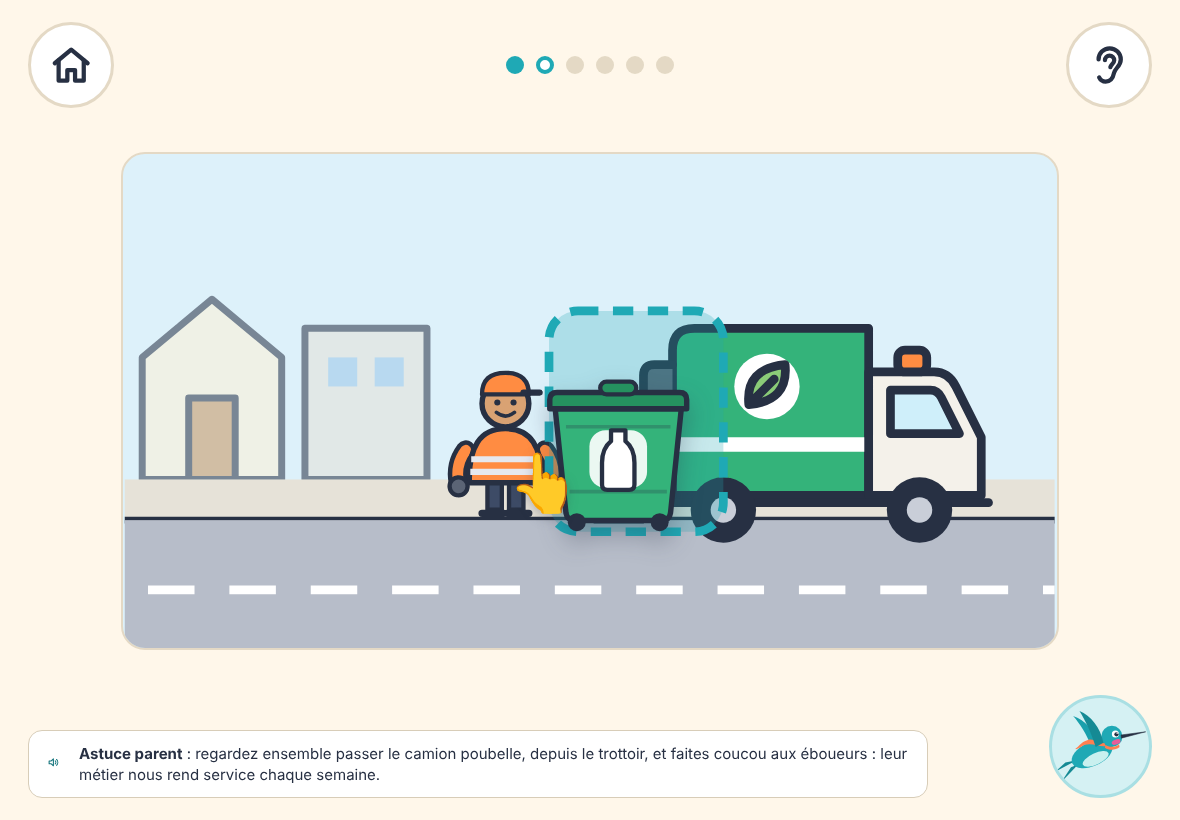 Astuce parent : regardez ensemble passer le camion poubelle, depuis le trottoir, et faites coucou aux éboueurs : leur
métier nous rend service chaque semaine.